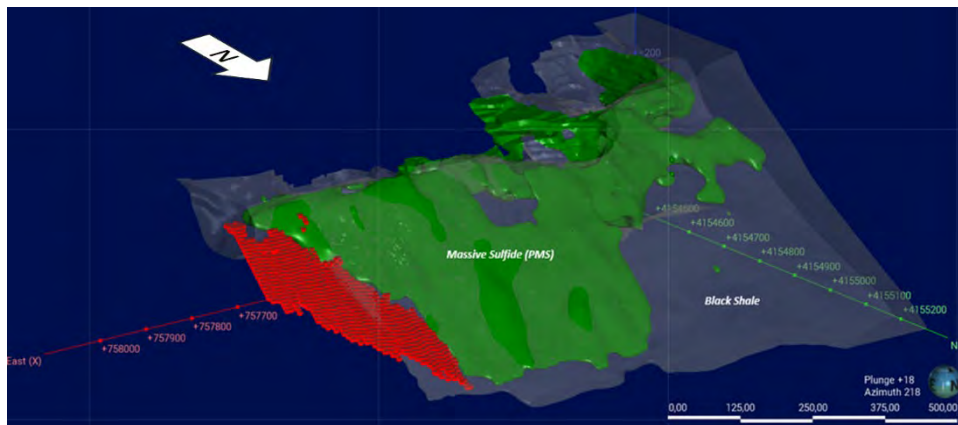 N
+200
Massive Sulfide (PMS)
Black Shale
+4154600
+4154700
+4154800
+4154900
+4155000
+4155100
+4155200
N
+757700
+757800
+757900
+758000
East (X)
Plunge +18
Azimuth 218
0,00 125,00 250,00 375,00 500,00